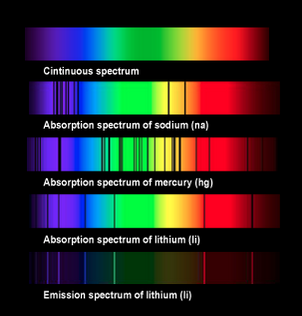 Continuous spectrum
Absorption spectrum of sodium (na)
Absorption spectrum of mercury (hg)
Absorption spectrum of lithium (li)
Emission spectrum of lithium (li)